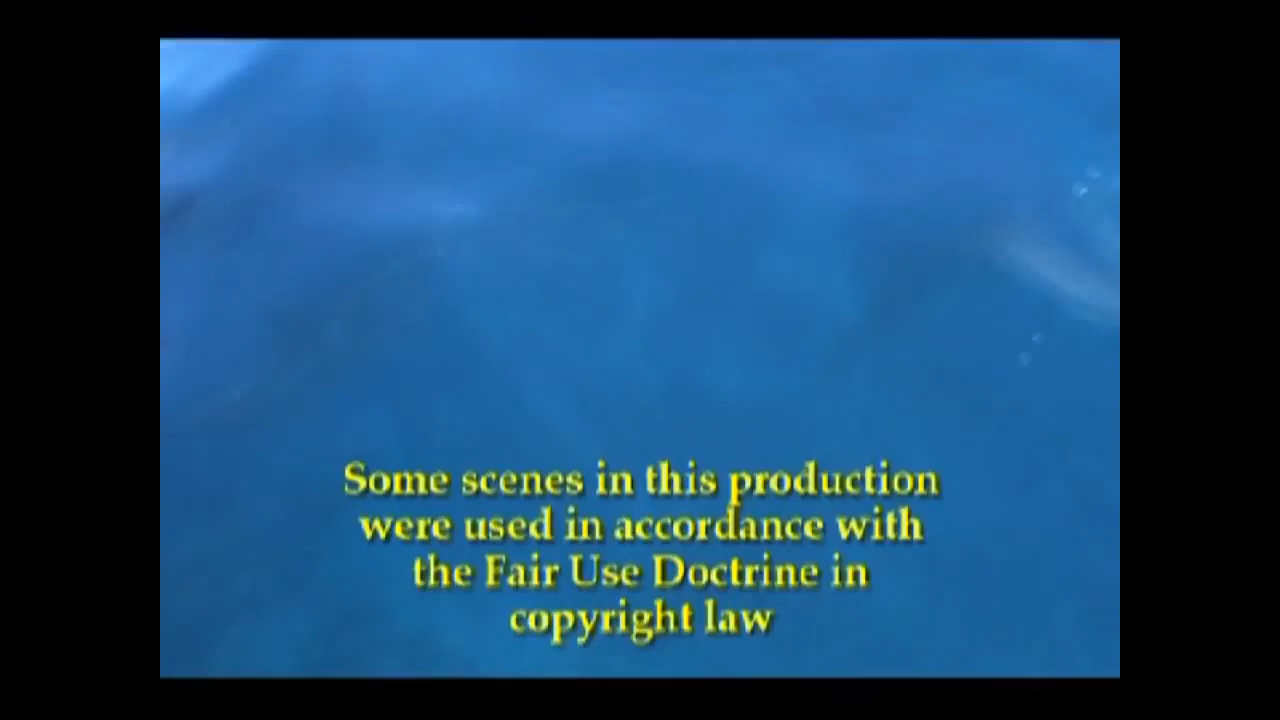 Some scenes in this production
were used in accordance with
the Fair Use Doctrine in
copyright law